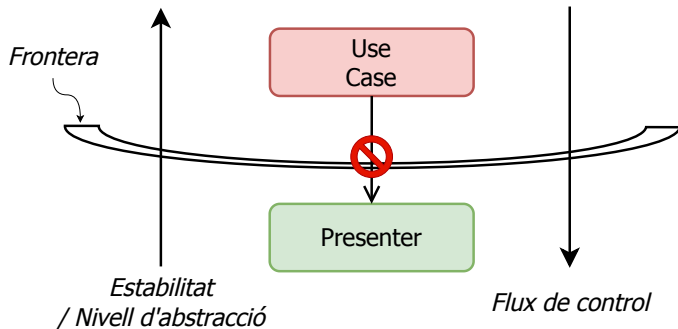 Use
Case
Frontera
Presenter
Estabilitat
/ Nivell d'abstracció
Flux de control